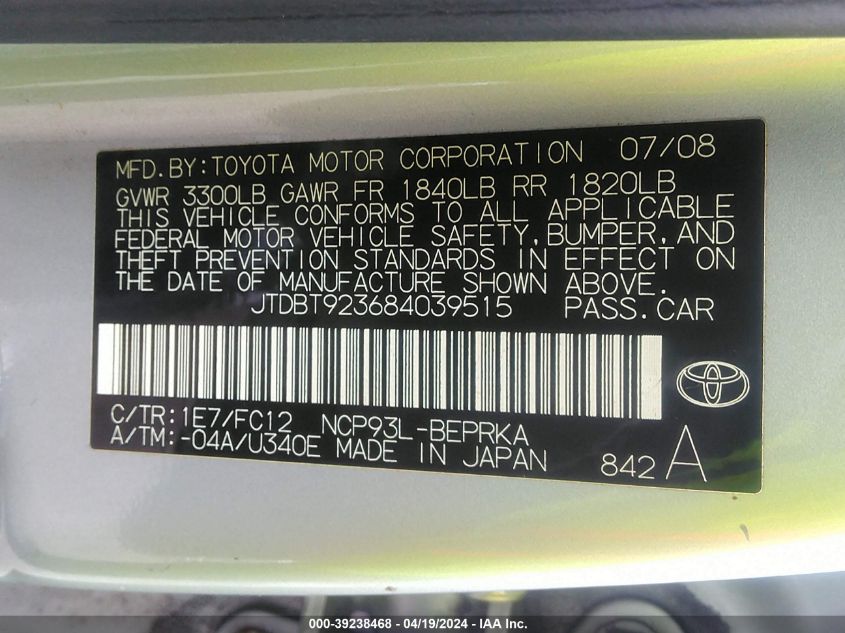 MFD.BY:TOYOTA MOTOR CORPORATION 07/08
GVWR 3300LB GAWR FR 1840LB RR 1820LB
THIS VEHICLE CONFORMS TO ALL APPLICABLE
FEDERAL MOTOR VEHICLE SAFETY,BUMPER,AND
THEFT PREVENTION STANDARDS IN EFFECT ON
THE DATE OF MANUFACTURE SHOWN ABOVE.
JTDBT923684039515 PASS.CAR
C/TR:1E7/FC12 NCP93L-BEPRKA
A/TM:-04A/U340E MADE IN JAPAN 842 A
000-39238468 - 04/19/2024 - IAA Inc.